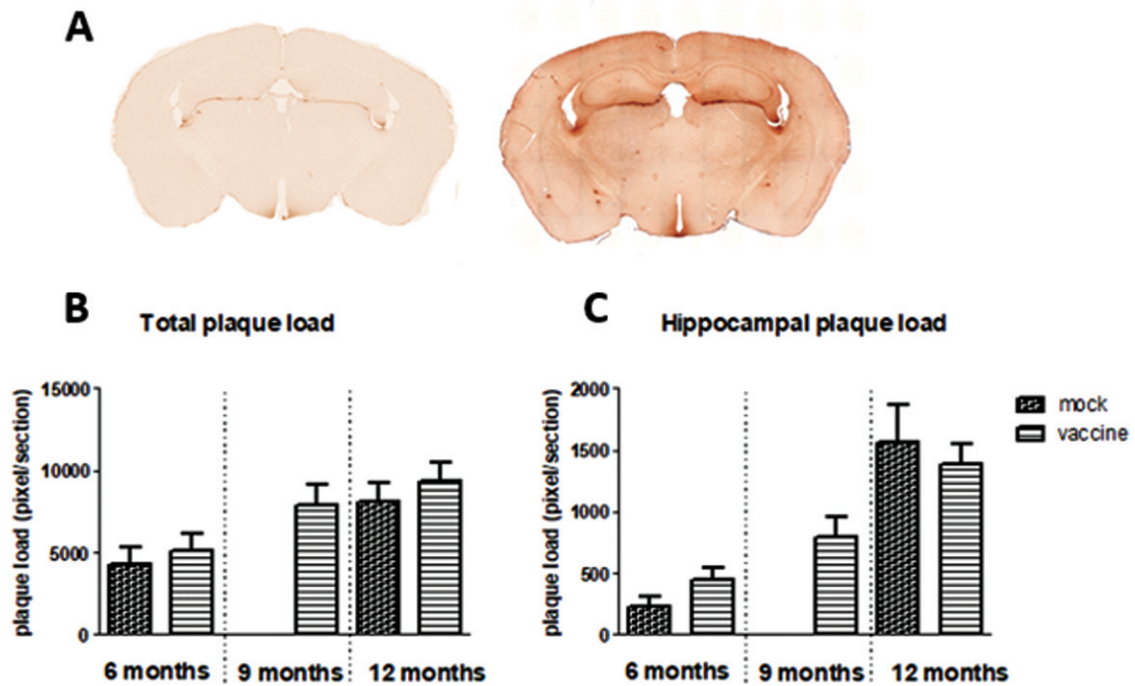 A
B
Total plaque load
plaque load (pixel/section)
15000
10000
5000
0
6 months
9 months
12 months
C
Hippocampal plaque load
plaque load (pixel/section)
2000
1500
1000
500
0
6 months
9 months
12 months
mock
vaccine